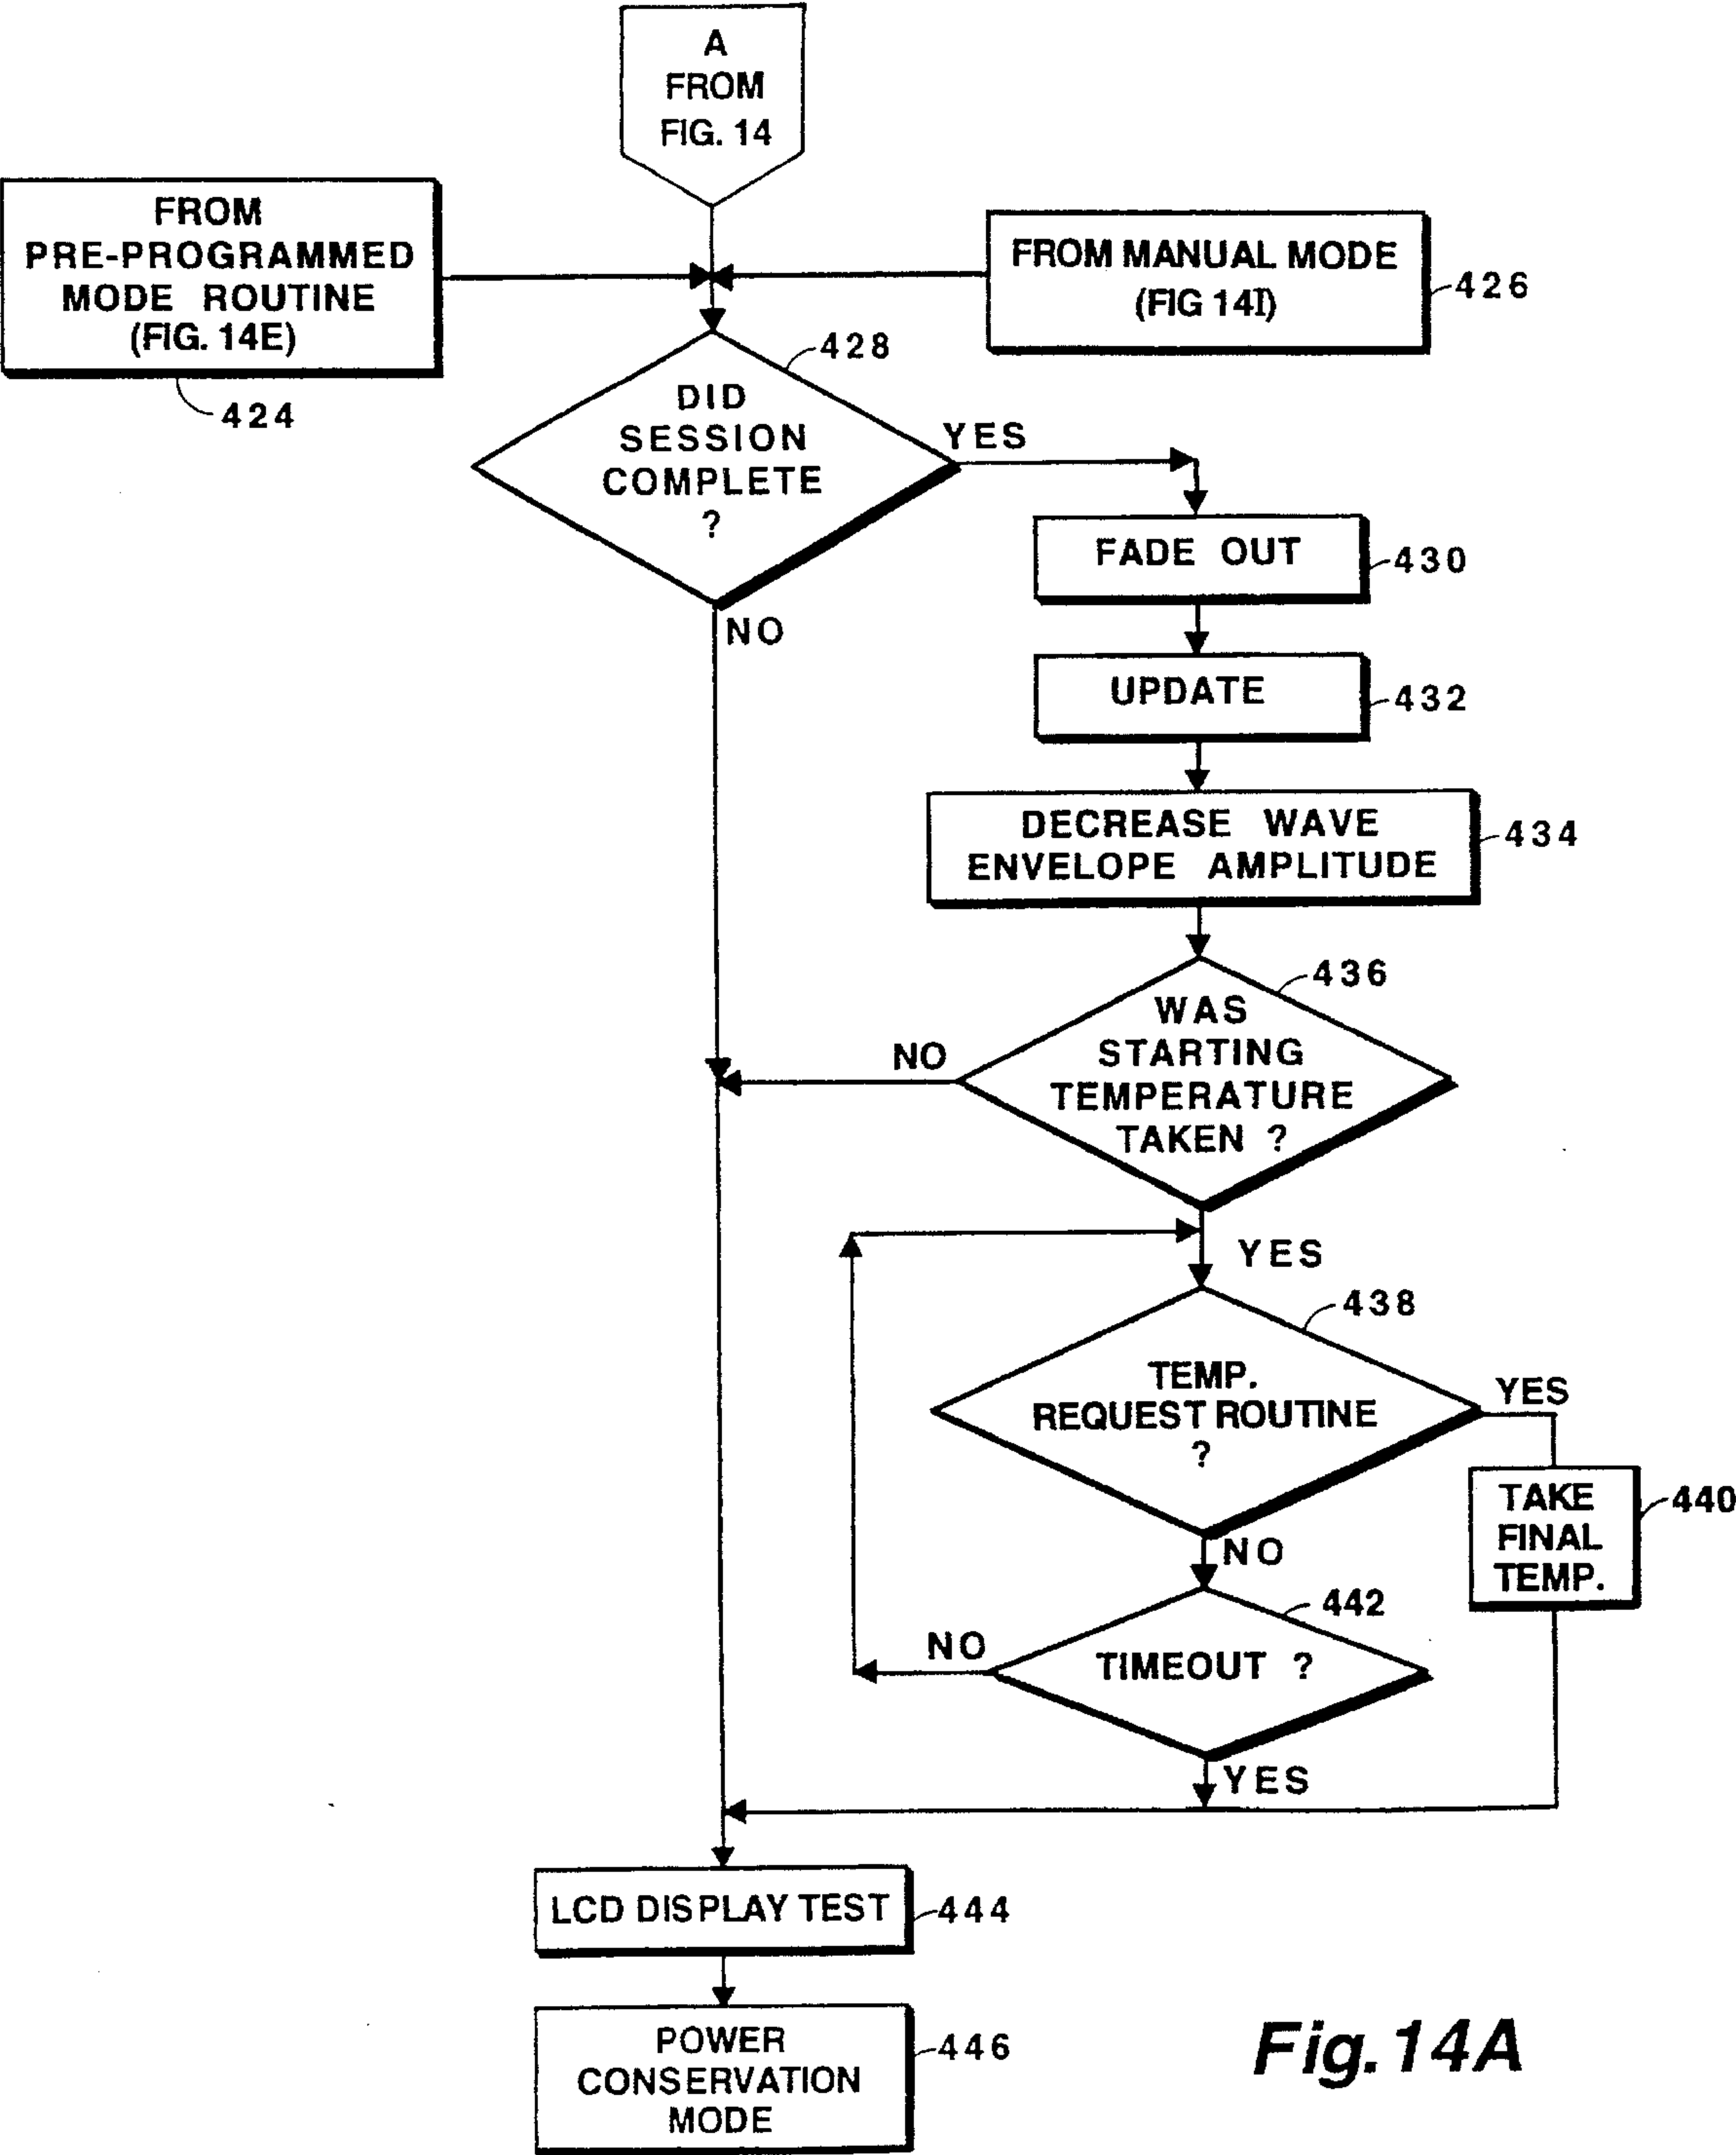 A
FROM
FIG. 14
FROM
PRE-PROGRAMMED
MODE ROUTINE
(FIG. 14E)
424
FROM MANUAL MODE
(FIG 14I)
426
428
DID
SESSION
COMPLETE
?
YES
NO
FADE OUT
430
UPDATE
432
DECREASE WAVE
ENVELOPE AMPLITUDE
434
436
WAS
STARTING
TEMPERATURE
TAKEN ?
NO
YES
438
TEMP.
REQUEST ROUTINE
?
YES
TAKE
FINAL
TEMP.
440
NO
442
TIMEOUT ?
NO
YES
LCD DISPLAY TEST
444
POWER
CONSERVATION
MODE
446
Fig. 14A